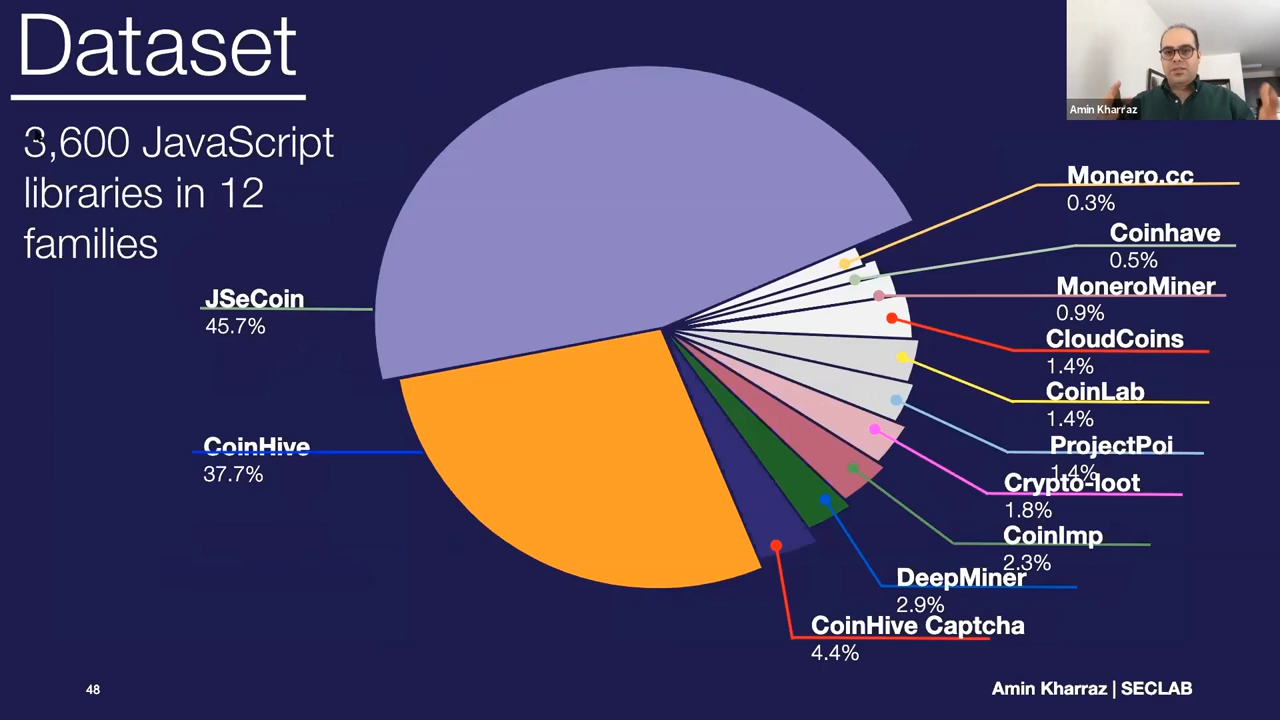 Dataset
3,600 JavaScript
libraries in 12
families
JSeCoin
45.7%
CoinHive
37.7%
Amin Kharraz
Monero.cc
0.3%
Coinhave
0.5%
MoneroMiner
0.9%
CloudCoins
1.4%
CoinLab
1.4%
ProjectPoi
1.4%
Crypto-loot
1.8%
CoinImp
2.3%
DeepMiner
2.9%
CoinHive Captcha
4.4%
48
Amin Kharraz | SECLAB